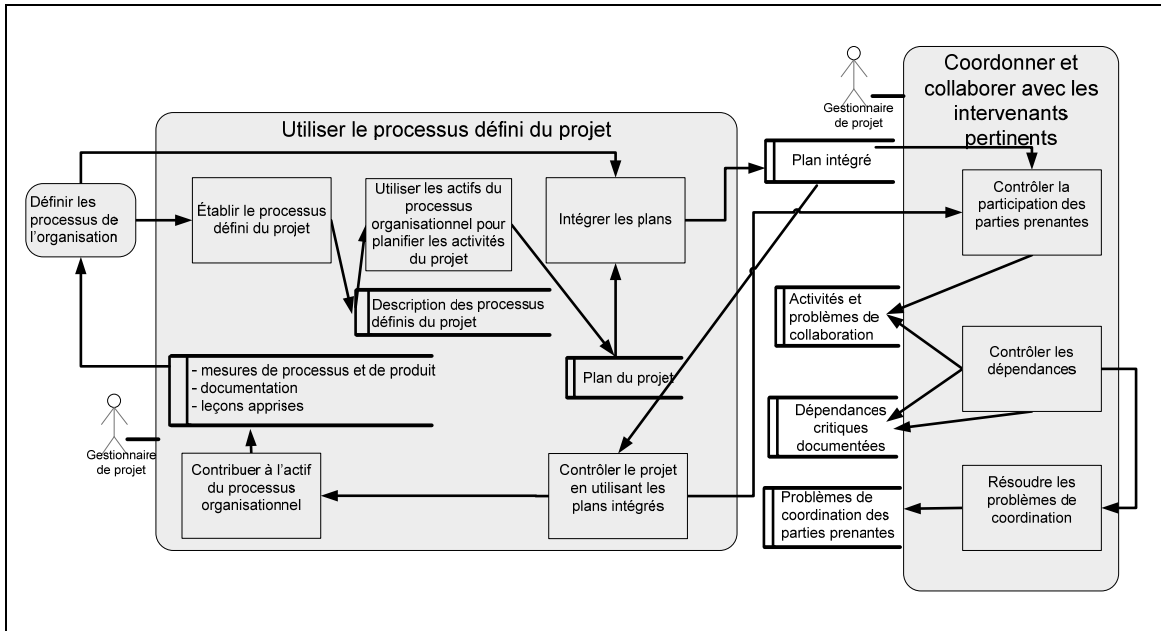 Utiliser le processus défini du projet
Définir les
processus de
l'organisation
Établir le processus
défini du projet
Utiliser les actifs du
processus
organisationnel pour
planifier les activités
du projet
Intégrer les plans
Description des processus
définis du projet
Plan du projet
- mesures de processus et de produit
- documentation
- leçons apprises
Gestionnaire
de projet
Contribuer à l'actif
du processus
organisationnel
Contrôler le projet
en utilisant les
plans intégrés
Gestionnaire
de projet
Coordonner et
collaborer avec les
intervenants
pertinents
Plan intégré
Contrôler la
participation des
parties prenantes
Activités et
problèmes de
collaboration
Contrôler les
dépendances
Dépendances
critiques
documentées
Problèmes de
coordination des
parties prenantes
Résoudre les
problèmes de
coordination